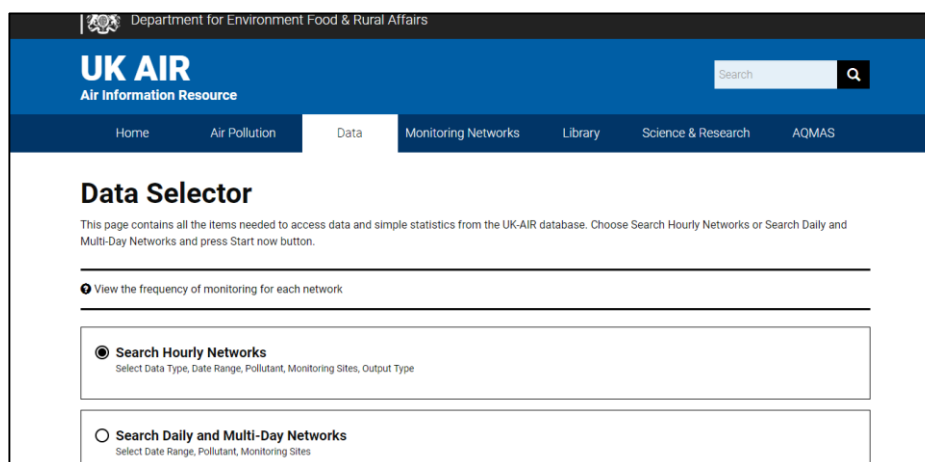 Department for Environment Food & Rural Affairs
UK AIR
Air Information Resource
Search
Home Air Pollution Data Monitoring Networks Library Science & Research AQMAS
Data Selector
This page contains all the items needed to access data and simple statistics from the UK-AIR database. Choose Search Hourly Networks or Search Daily and
Multi-Day Networks and press Start now button.
View the frequency of monitoring for each network
Search Hourly Networks
Select Data Type, Date Range, Pollutant, Monitoring Sites, Output Type
Search Daily and Multi-Day Networks
Select Date Range, Pollutant, Monitoring Sites